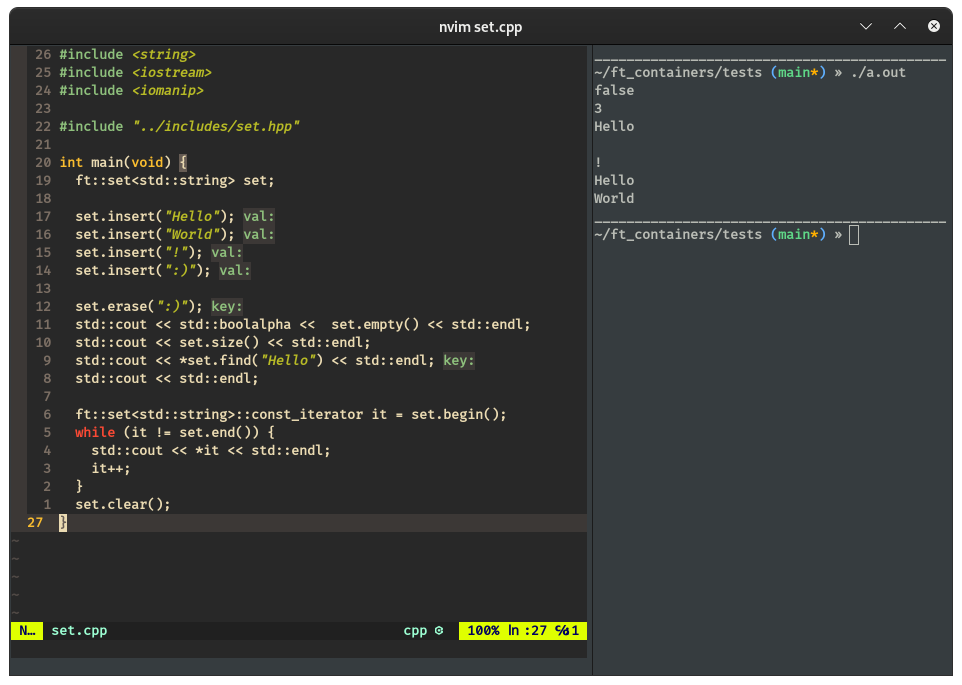 nvim set.cpp
26 #include <string>
25 #include <iostream>
24 #include <iomanip>
23
22 #include "../includes/set.hpp"
21
20 int main(void) {
19   ft::set<std::string> set;
18
17   set.insert("Hello"); val:
16   set.insert("World"); val:
15   set.insert("!"); val:
14   set.insert(":)"); val:
13
12   set.erase(":)"); key:
11   std::cout << std::boolalpha <<  set.empty() << std::endl;
10   std::cout << set.size() << std::endl;
9   std::cout << *set.find("Hello") << std::endl; key:
8   std::cout << std::endl;
7
6   ft::set<std::string>::const_iterator it = set.begin();
5   while (it != set.end()) {
4     std::cout << *it << std::endl;
3     it++;
2   }
1   set.clear();
27 }
~
~
~
~
~
N… set.cpp cpp 100% ln :27 ℅1
~/ft_containers/tests (main*) » ./a.out
false
3
Hello
!
Hello
World
~/ft_containers/tests (main*) »